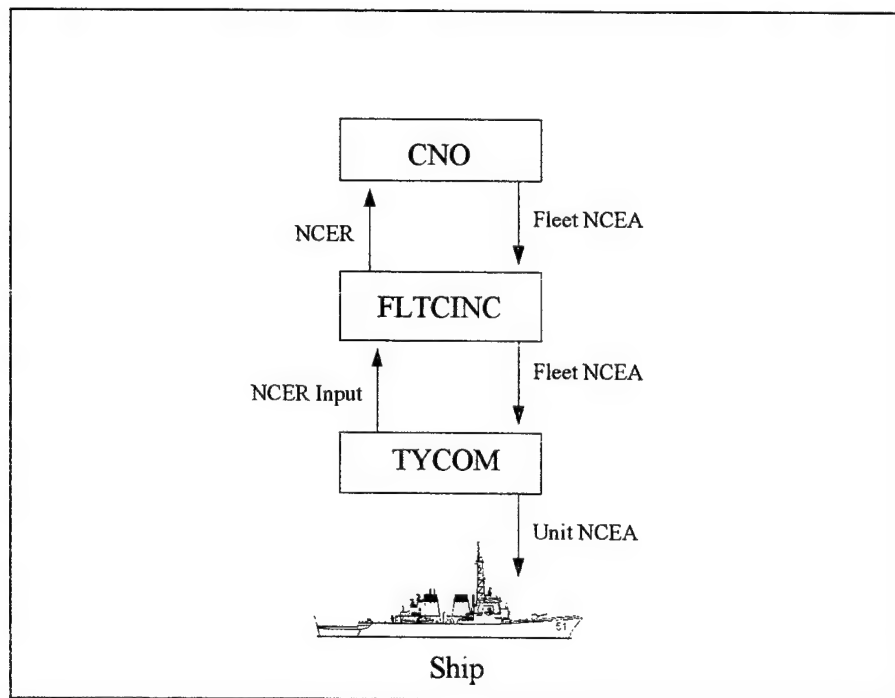 CNO
NCER
Fleet NCEA
FLTCINC
NCER Input
Fleet NCEA
TYCOM
Unit NCEA
51
Ship